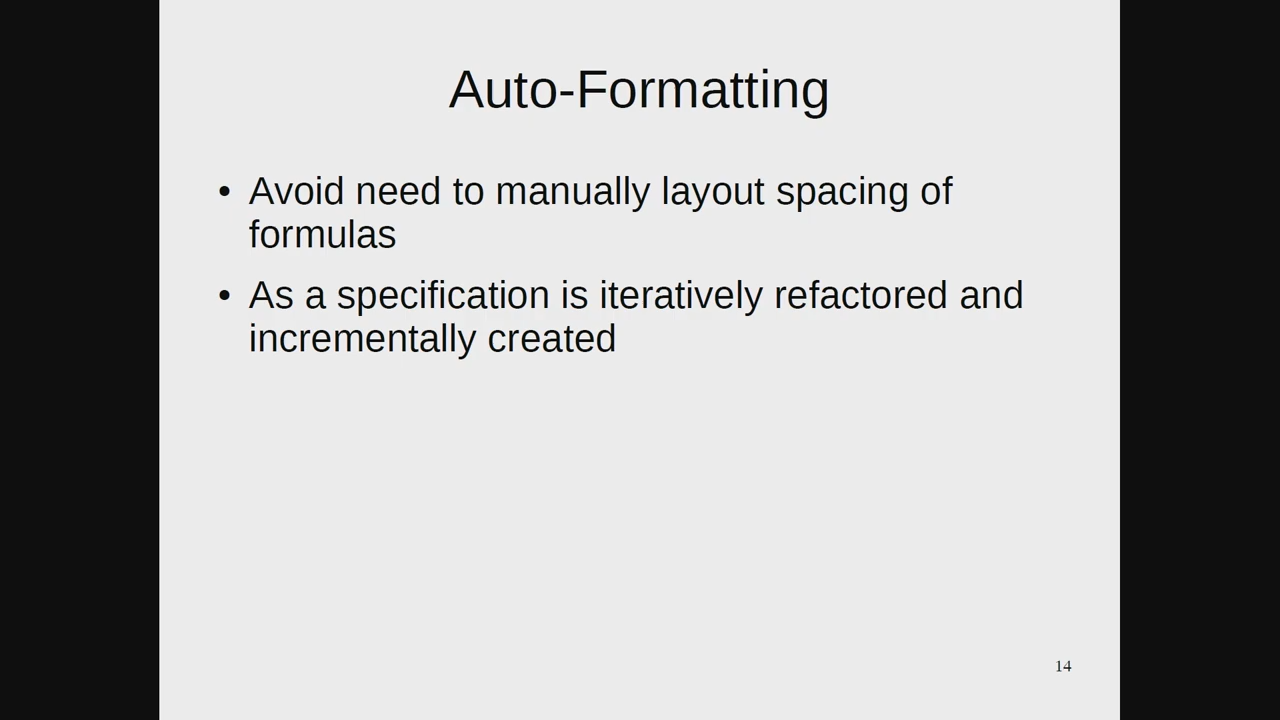 Auto-Formatting
• Avoid need to manually layout spacing of
formulas
• As a specification is iteratively refactored and
incrementally created
14